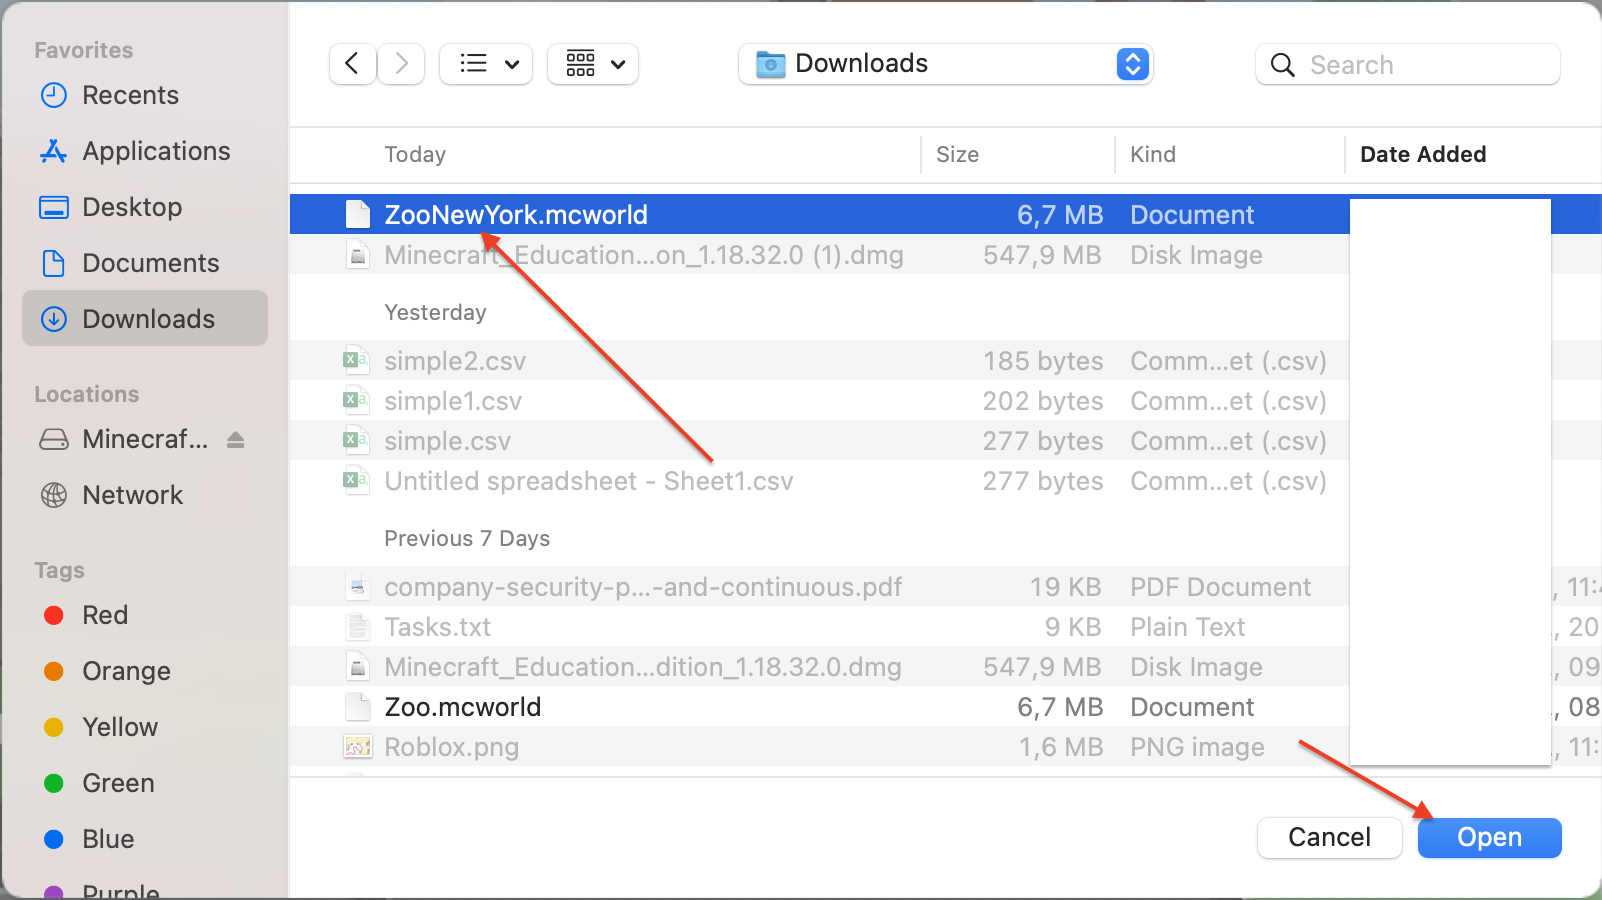 Favorites
Recents
Applications
Desktop
Documents
Downloads
Locations
Minecraf...
Network
Tags
Red
Orange
Yellow
Green
Blue
Purple
Downloads
Search
Today Size Kind Date Added
ZooNewYork.mcworld 6,7 MB Document
Minecraft_Education...on_1.18.32.0 (1).dmg 547,9 MB Disk Image
Yesterday
simple2.csv 185 bytes Comm...et (.csv)
simple1.csv 202 bytes Comm...et (.csv)
simple.csv 277 bytes Comm...et (.csv)
Untitled spreadsheet - Sheet1.csv 277 bytes Comm...et (.csv)
Previous 7 Days
company-security-p...-and-continuous.pdf 19 KB PDF Document , 11:
Tasks.txt 9 KB Plain Text , 20
Minecraft_Education...dition_1.18.32.0.dmg 547,9 MB Disk Image , 09
Zoo.mcworld 6,7 MB Document , 08
Roblox.png 1,6 MB PNG image , 11:
Cancel Open